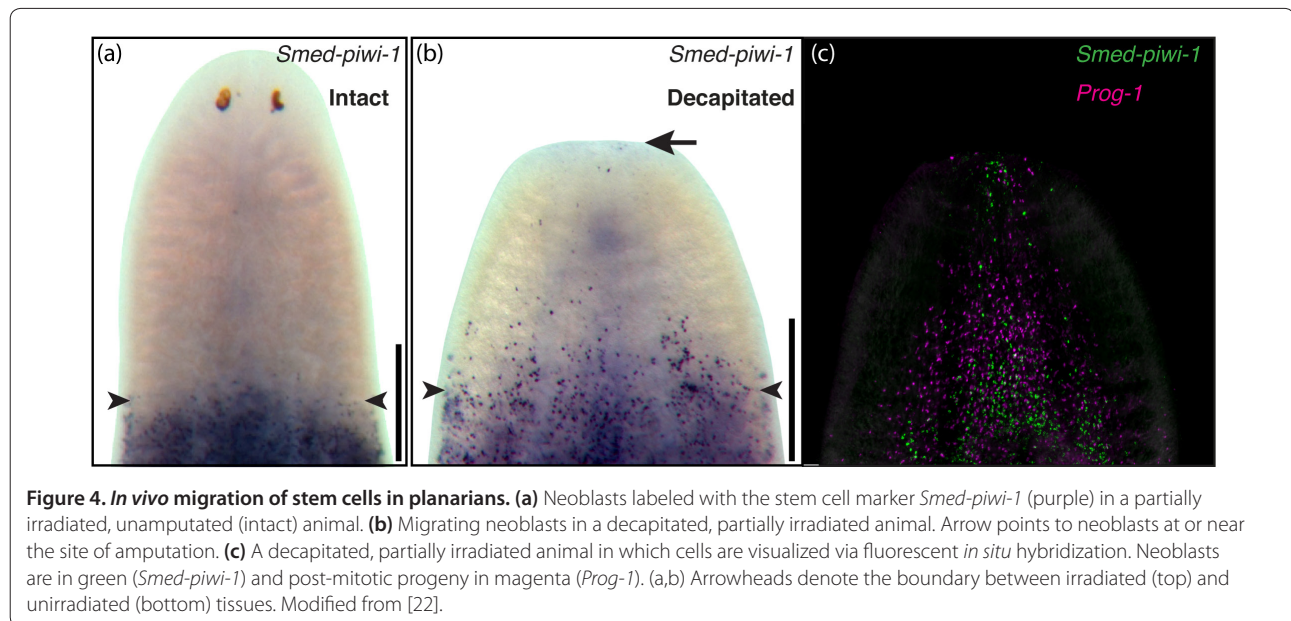 (a)
Smed-piwi-1
Intact
(b)
Smed-piwi-1
Decapitated
(c)
Smed-piwi-1
Prog-1
Figure 4. In vivo migration of stem cells in planarians. (a) Neoblasts labeled with the stem cell marker Smed-piwi-1 (purple) in a partially
irradiated, unamputated (intact) animal. (b) Migrating neoblasts in a decapitated, partially irradiated animal. Arrow points to neoblasts at or near
the site of amputation. (c) A decapitated, partially irradiated animal in which cells are visualized via fluorescent in situ hybridization. Neoblasts
are in green (Smed-piwi-1) and post-mitotic progeny in magenta (Prog-1). (a,b) Arrowheads denote the boundary between irradiated (top) and
unirradiated (bottom) tissues. Modified from [22].